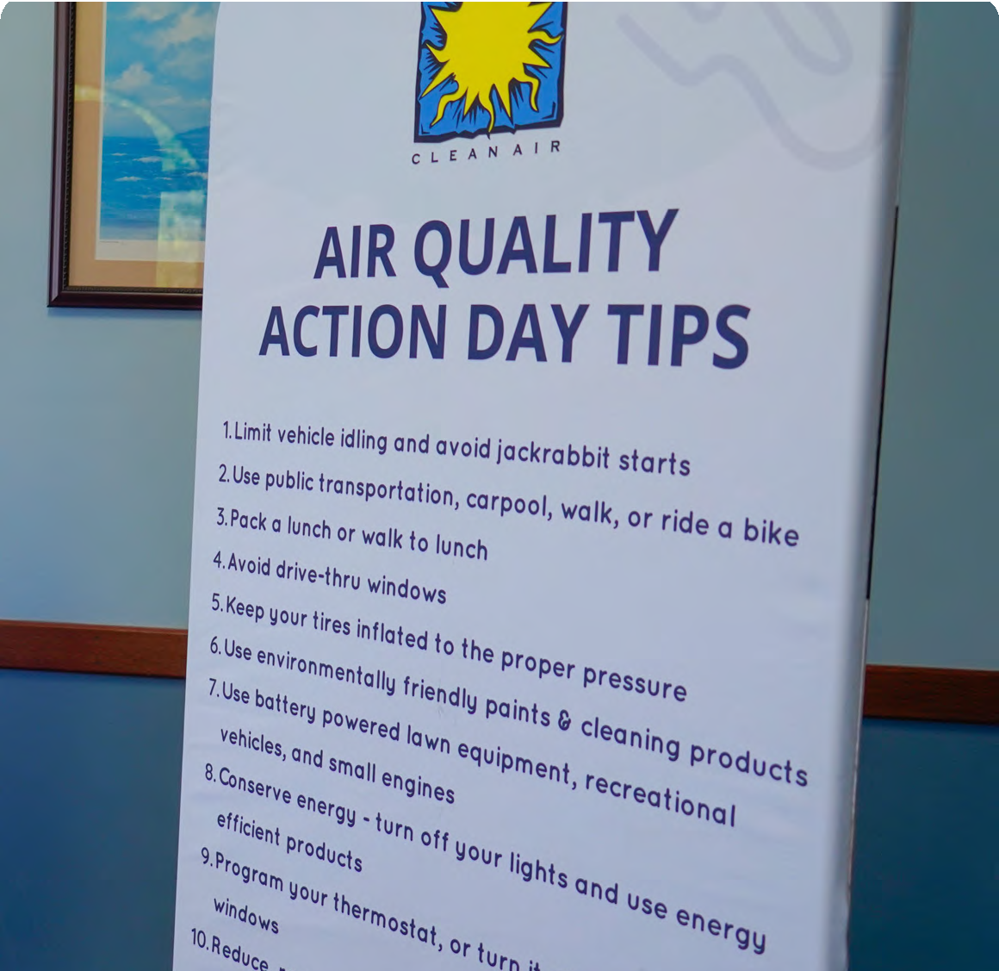 CLEANAIR
AIR QUALITY
ACTION DAY TIPS
1. Limit vehicle idling and avoid jackrabbit starts
2. Use public transportation, carpool, walk, or ride a bike
3. Pack a lunch or walk to lunch
4. Avoid drive-thru windows
5. Keep your tires inflated to the proper pressure
6. Use environmentally friendly paints & cleaning products
7. Use battery powered lawn equipment, recreational
vehicles, and small engines
8. Conserve energy - turn off your lights and use energy
efficient products
9. Program your thermostat, or turn it
windows
10. Reduce